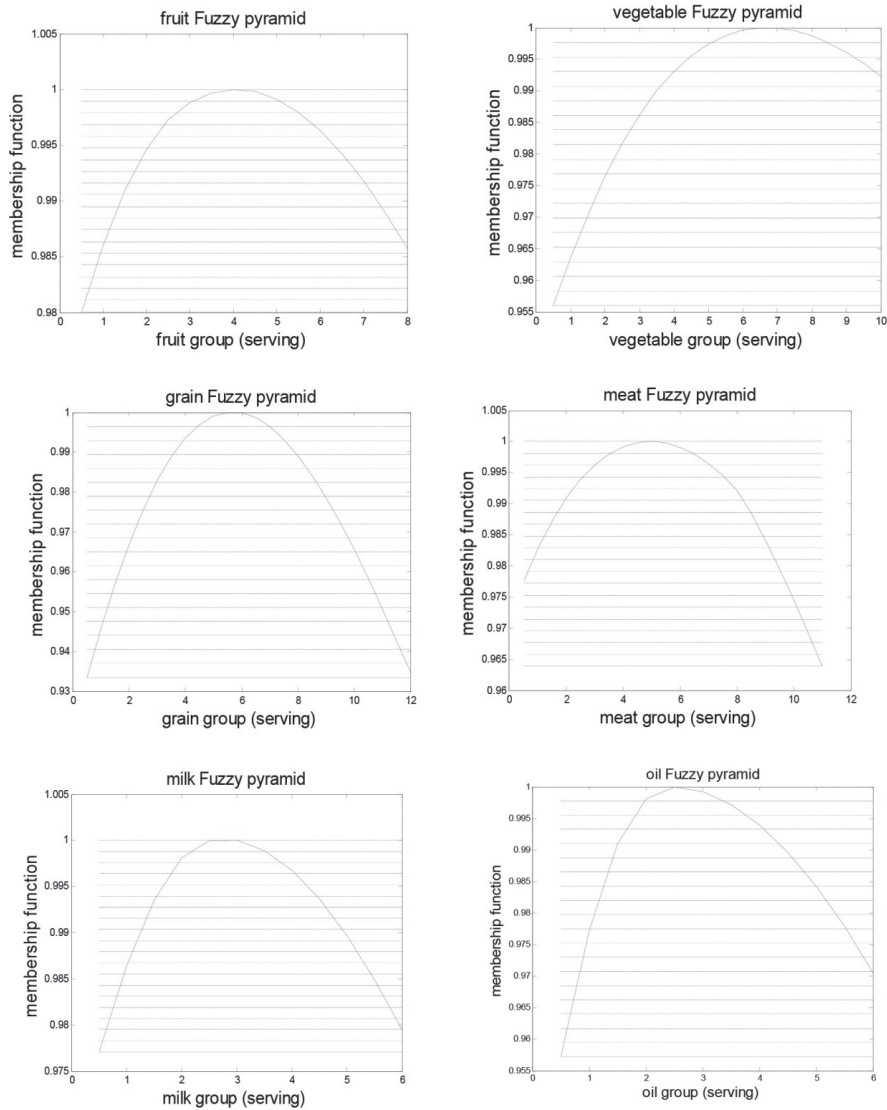 fruit Fuzzy pyramid
1.005
1
0.995
0.99
0.985
0.98
membership function
0 1 2 3 4 5 6 7 8
fruit group (serving)
vegetable Fuzzy pyramid
1
0.995
0.99
0.985
0.98
0.975
0.97
0.965
0.96
0.955
membership function
0 1 2 3 4 5 6 7 8 9 10
vegetable group (serving)
grain Fuzzy pyramid
1
0.99
0.98
0.97
0.96
0.95
0.94
0.93
membership function
0 2 4 6 8 10 12
grain group (serving)
meat Fuzzy pyramid
1.005
1
0.995
0.99
0.985
0.98
0.975
0.97
0.965
0.96
membership function
0 2 4 6 8 10 12
meat group (serving)
milk Fuzzy pyramid
1.005
1
0.995
0.99
0.985
0.98
0.975
membership function
0 1 2 3 4 5 6
milk group (serving)
oil Fuzzy pyramid
1
0.995
0.99
0.985
0.98
0.975
0.97
0.965
0.96
0.955
membership function
0 1 2 3 4 5 6
oil group (serving)